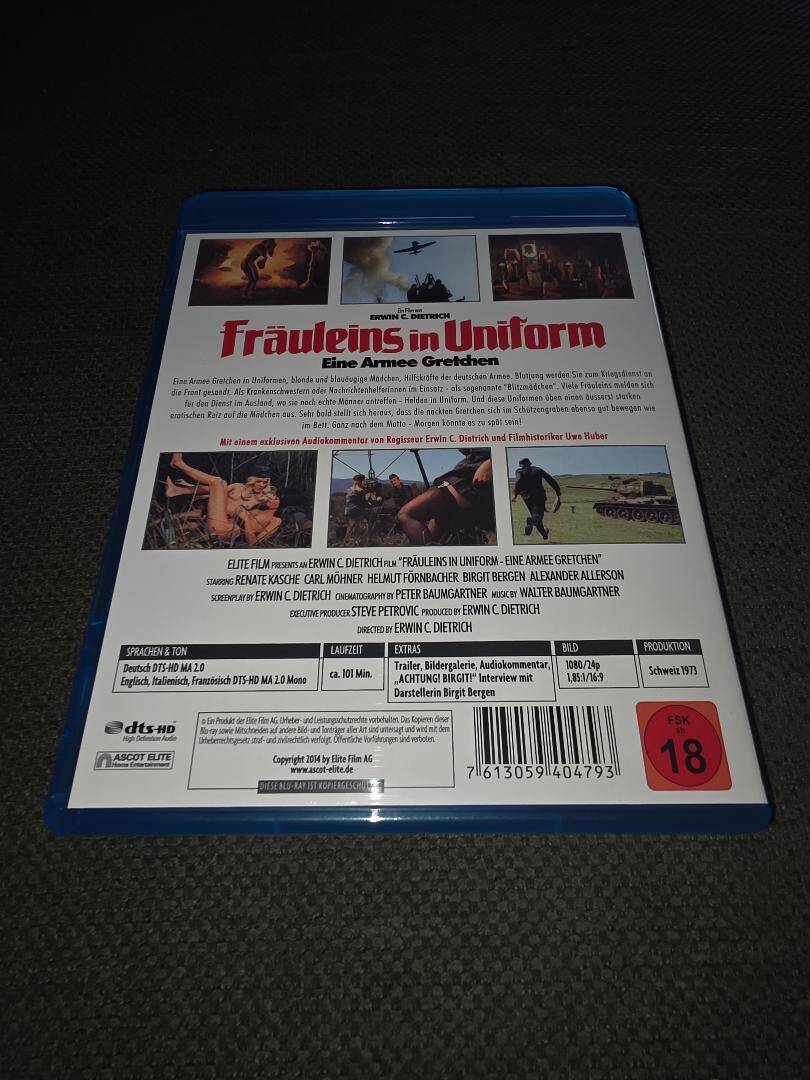 Ein Film von
ERWIN C. DIETRICH
Fräuleins in Uniform
Eine Armee Gretchen
Eine Armee Gretchen in Uniformen, blonde und blauäugige Mädchen, Hilfskräfte der deutschen Armee. Blutjung werden Sie zum Kriegsdienst an
die Front gesandt. Als Krankenschwestern oder Nachrichtenhelferinnen im Einsatz - als sogenannte "Blitzmädchen". Viele Fräuleins melden sich
für den Dienst im Ausland, wo sie noch echte Männer antreffen - Helden in Uniform. Und diese Uniformen üben einen äusserst starken
erotischen Reiz auf die Mädchen aus. Sehr bald stellt sich heraus, dass die nackten Gretchen sich im Schützengraben ebenso gut bewegen wie
im Bett. Ganz nach dem Motto - Morgen könnte es zu spät sein!
Mit einem exklusiven Audiokommentar von Regisseur Erwin C. Dietrich und Filmhistoriker Uwe Huber
ELITE FILM PRESENTS AN ERWIN C. DIETRICH FILM "FRÄULEINS IN UNIFORM - EINE ARMEE GRETCHEN"
STARRING RENATE KASCHE CARL MÖHNER HELMUT FÖRNBACHER BIRGIT BERGEN ALEXANDER ALLERSON
SCREENPLAY BY ERWIN C. DIETRICH CINEMATOGRAPHY BY PETER BAUMGARTNER MUSIC BY WALTER BAUMGARTNER
EXECUTIVE PRODUCER STEVE PETROVIC PRODUCED BY ERWIN C. DIETRICH
DIRECTED BY ERWIN C. DIETRICH
SPRACHEN & TON
Deutsch DTS-HD MA 2.0
Englisch, Italienisch, Französisch DTS-HD MA 2.0 Mono
LAUFZEIT
ca. 101 Min.
EXTRAS
Trailer, Bildergalerie, Audiokommentar,
„ACHTUNG! BIRGIT!" Interview mit
Darstellerin Birgit Bergen
BILD
1080/24p
1,85:1/16:9
PRODUKTION
Schweiz 1973
dts-HD
High Definition Audio
ASCOT ELITE
Home Entertainment
© Ein Produkt der Elite Film AG. Urheber- und Leistungsschutzrechte vorbehalten. Das Kopieren dieser
Blu-ray sowie Mitschneiden auf andere Bild- und Tonträger aller Art sind untersagt und wird mit dem
Urheberrechtsgesetz straf- und zivilrechtlich verfolgt. Öffentliche Vorführungen sind verboten.
Copyright 2014 by Elite Film AG
www.ascot-elite.de
DIESE BLU-RAY IST KOPIERGESCHÜ
7 613059 404793
FSK
ab
18